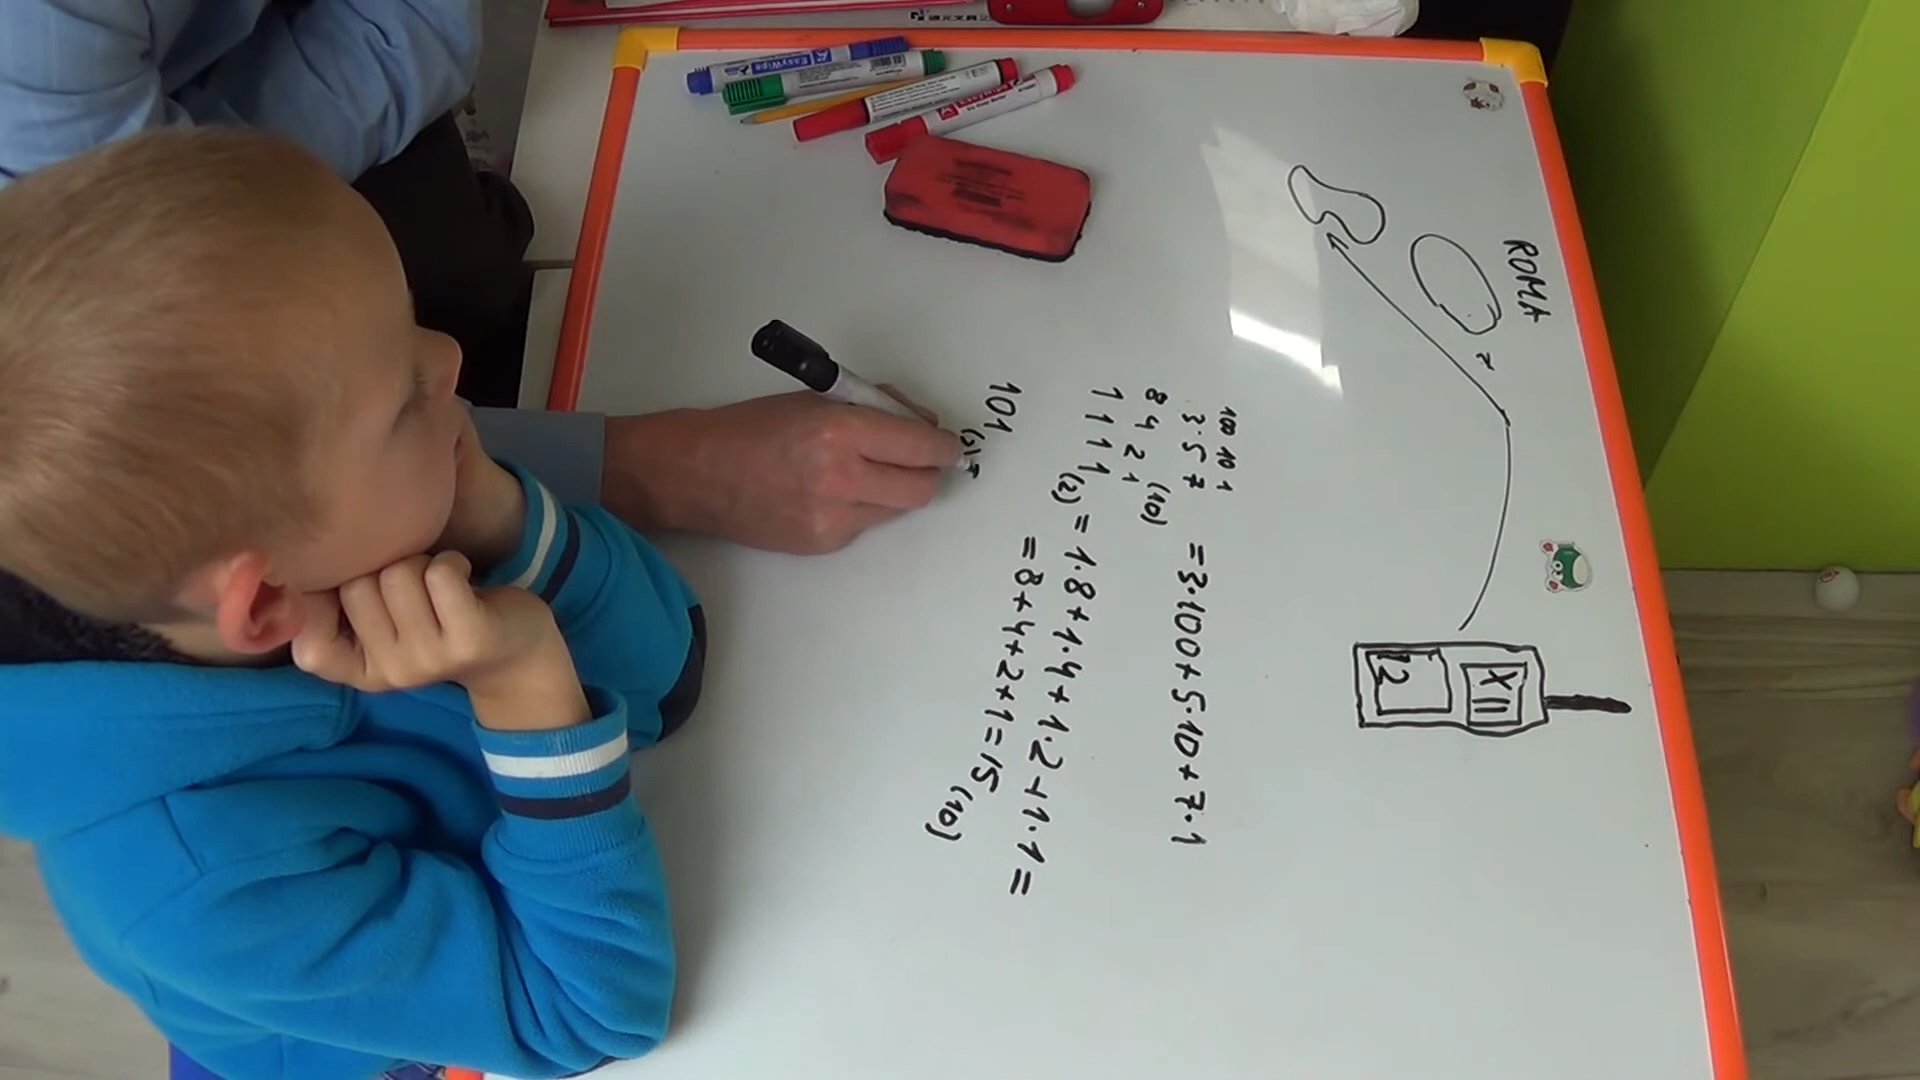 ROMA
XII
12
100 10 1
3·5 7 = 3·100 + 5·10 + 7·1
(10)
8 4 2 1
1 1 1 1 (2) = 1·8 + 1·4 + 1·2 + 1·1 =
= 8 + 4 + 2 + 1 = 15 (10)
101 (2) =
EasyWipe